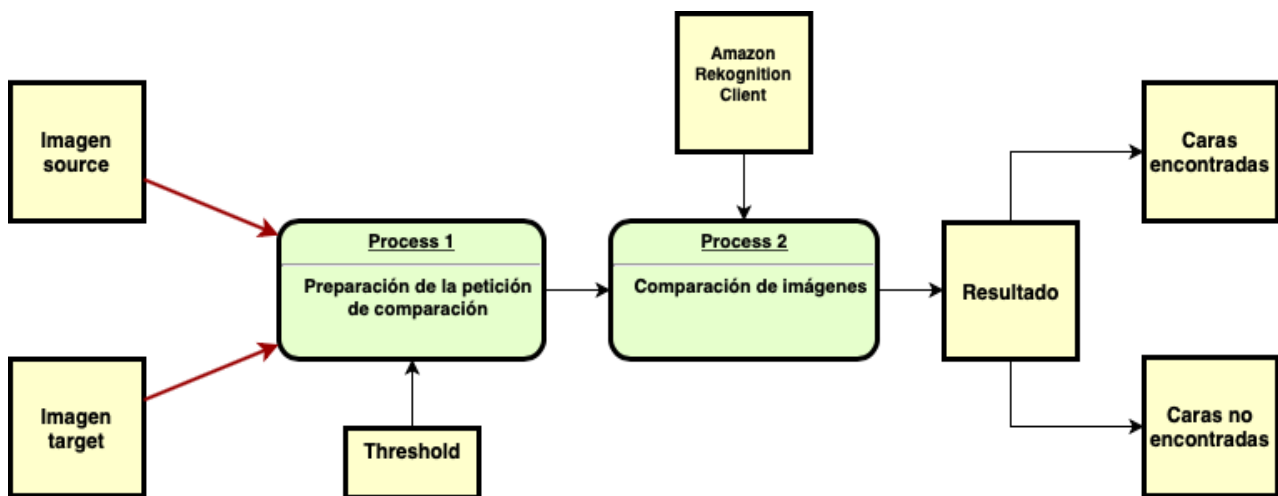 Imagen
source
Imagen
target
Process 1
Preparación de la petición
de comparación
Threshold
Amazon
Rekognition
Client
Process 2
Comparación de imágenes
Resultado
Caras
encontradas
Caras no
encontradas